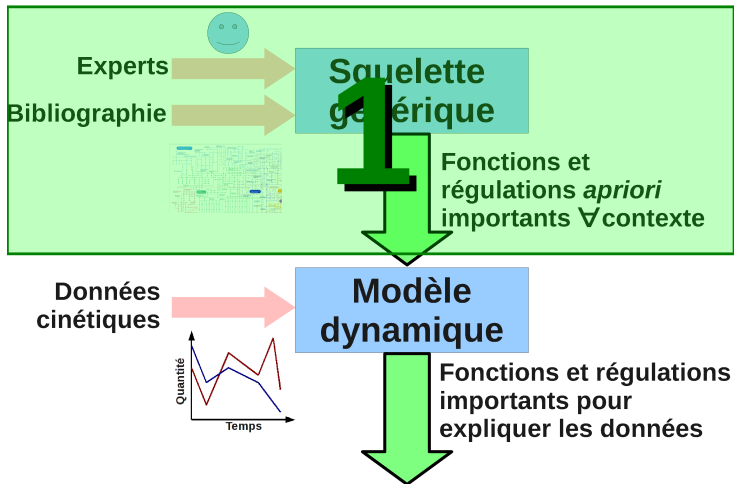 Experts
Bibliographie
Squelette
générique
1
Fonctions et
régulations apriori
importants ∀ contexte
Données
cinétiques
Modèle
dynamique
Quantité
Temps
Fonctions et régulations
importants pour
expliquer les données